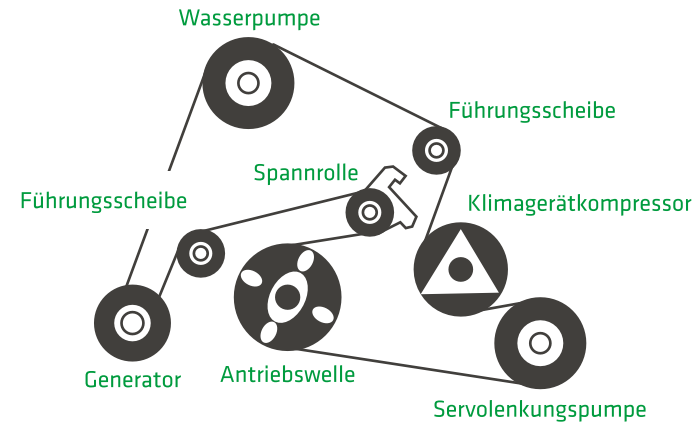 Wasserpumpe
Führungsscheibe
Spannrolle
Führungsscheibe
Klimagerätkompressor
Generator
Antriebswelle
Servolenkungspumpe